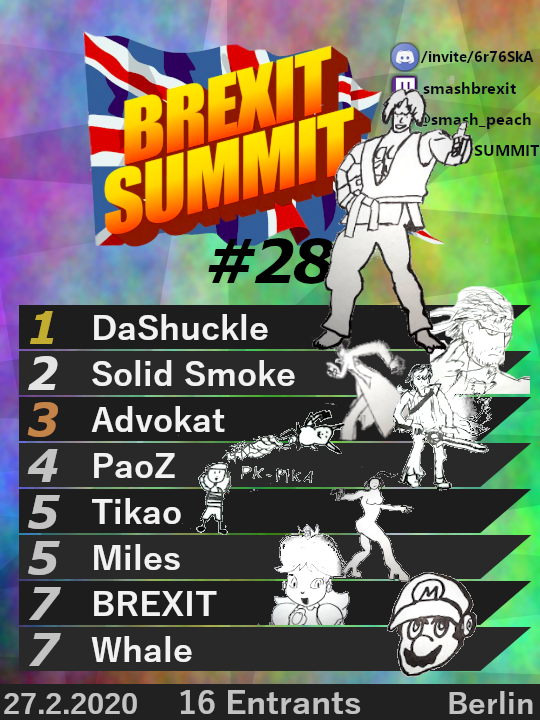 /invite/6r76SkA
smashbrexit
@smash_peach
SUMMIT
BREXIT
SUMMIT
#28
1 DaShuckle
2 Solid Smoke
3 Advokat
4 PaoZ
PK-PIKA
5 Tikao
5 Miles
7 BREXIT
7 Whale
27.2.2020 16 Entrants Berlin